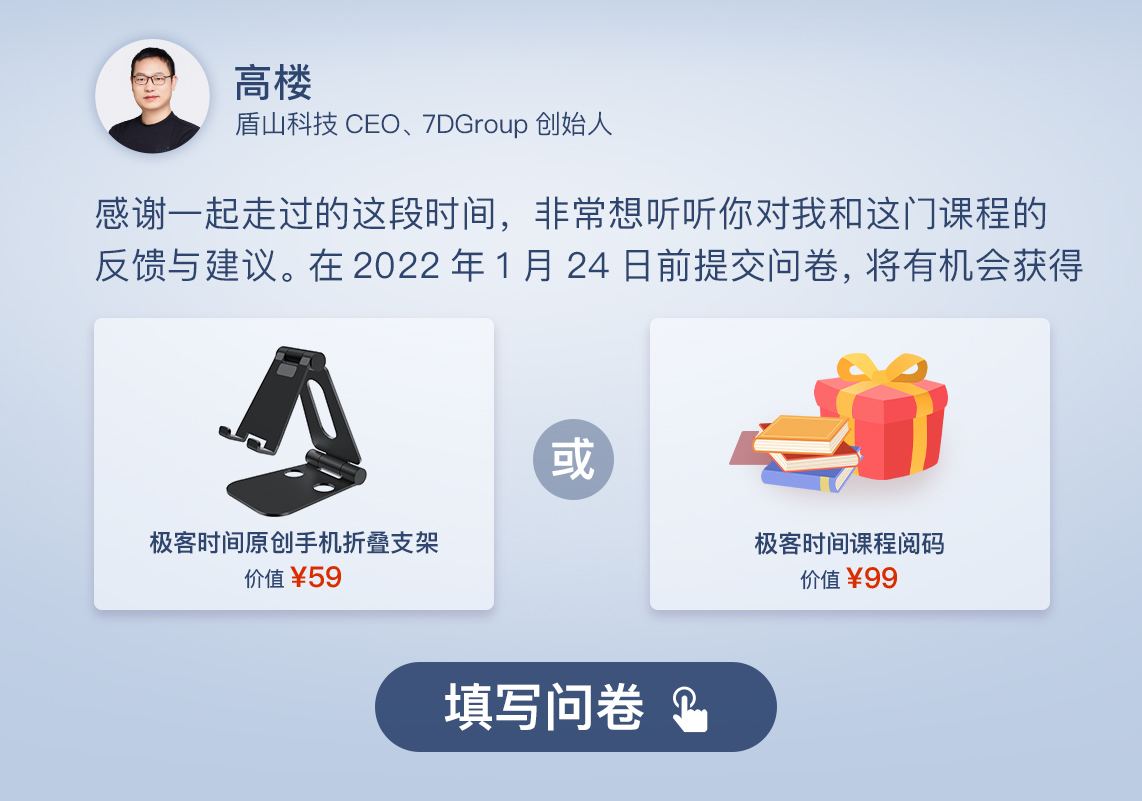 高楼
盾山科技 CEO、7DGroup 创始人
感谢一起走过的这段时间，非常想听听你对我和这门课程的
反馈与建议。在 2022 年 1 月 24 日前提交问卷，将有机会获得
极客时间原创手机折叠支架
价值 ¥59
或
极客时间课程阅码
价值 ¥99
填写问卷